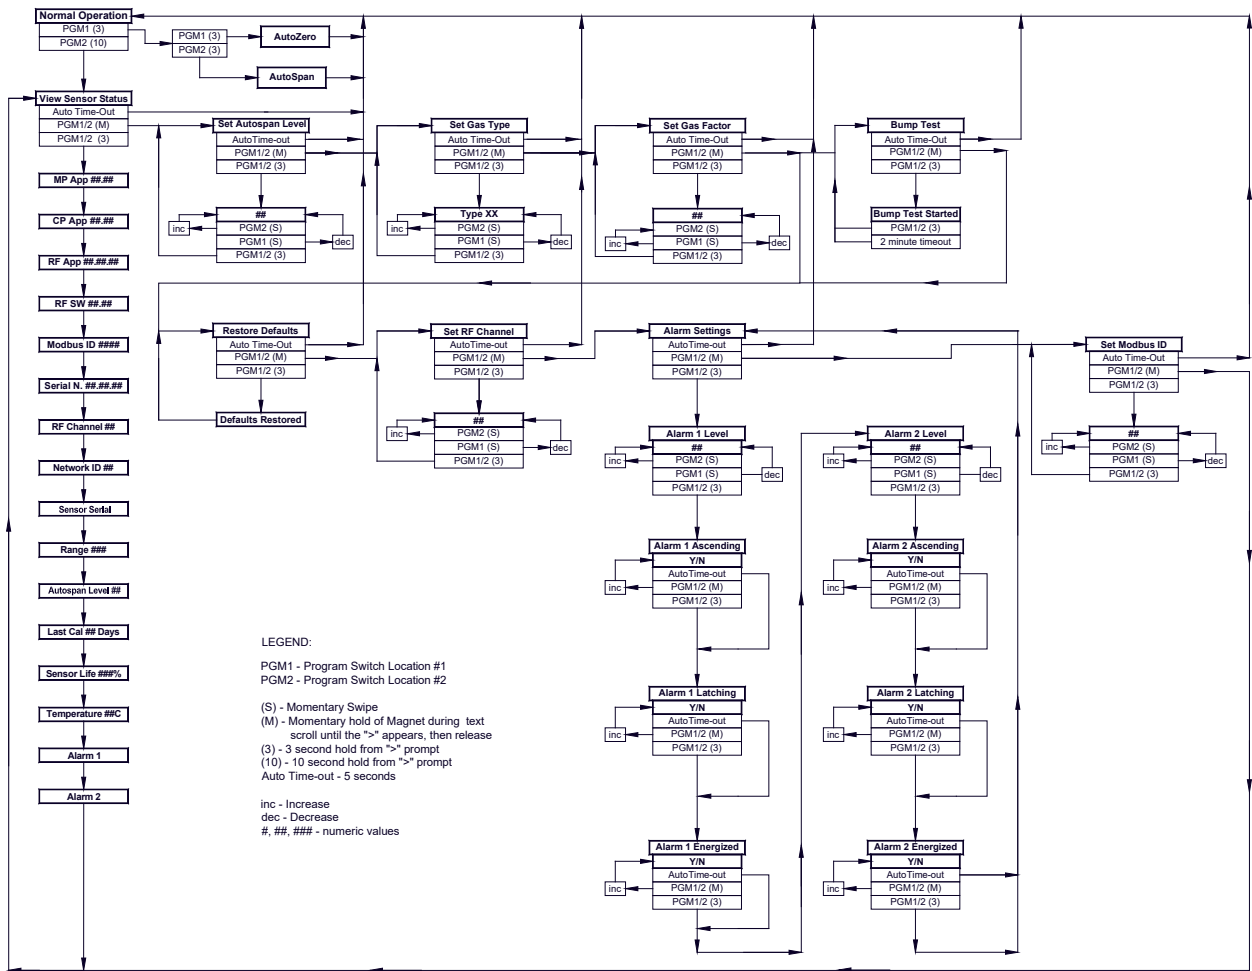 Normal Operation
PGM1 (3)
PGM2 (10)
PGM1 (3)
PGM2 (3)
AutoZero
AutoSpan
View Sensor Status
Auto Time-Out
PGM1/2 (M)
PGM1/2 (3)
MP App ##.##
CP App ##.##
RF App ##.##.##
RF SW ##.##
Modbus ID ####
Serial N. ##.##.##
RF Channel ##
Network ID ##
Sensor Serial
Range ###
Autospan Level ##
Last Cal ## Days
Sensor Life ###%
Temperature ##C
Alarm 1
Alarm 2
Set Autospan Level
AutoTime-out
PGM1/2 (M)
PGM1/2 (3)
##
PGM2 (S)
PGM1 (S)
PGM1/2 (3)
inc
dec
Set Gas Type
Auto Time-Out
PGM1/2 (M)
PGM1/2 (3)
Type XX
PGM2 (S)
PGM1 (S)
PGM1/2 (3)
inc
dec
Set Gas Factor
Auto Time-Out
PGM1/2 (M)
PGM1/2 (3)
##
PGM2 (S)
PGM1 (S)
PGM1/2 (3)
inc
dec
Bump Test
Auto Time-Out
PGM1/2 (M)
PGM1/2 (3)
Bump Test Started
PGM1/2 (3)
2 minute timeout
Restore Defaults
Auto Time-Out
PGM1/2 (M)
PGM1/2 (3)
Defaults Restored
Set RF Channel
AutoTime-out
PGM1/2 (M)
PGM1/2 (3)
##
PGM2 (S)
PGM1 (S)
PGM1/2 (3)
inc
dec
Alarm Settings
AutoTime-out
PGM1/2 (M)
PGM1/2 (3)
Set Modbus ID
Auto Time-Out
PGM1/2 (M)
PGM1/2 (3)
##
PGM2 (S)
PGM1 (S)
PGM1/2 (3)
inc
dec
Alarm 1 Level
##
PGM2 (S)
PGM1 (S)
PGM1/2 (3)
inc
dec
Alarm 1 Ascending
Y/N
AutoTime-out
PGM1/2 (M)
PGM1/2 (3)
inc
Alarm 1 Latching
Y/N
AutoTime-out
PGM1/2 (M)
PGM1/2 (3)
inc
Alarm 1 Energized
Y/N
AutoTime-out
PGM1/2 (M)
PGM1/2 (3)
inc
Alarm 2 Level
##
PGM2 (S)
PGM1 (S)
PGM1/2 (3)
inc
dec
Alarm 2 Ascending
Y/N
AutoTime-out
PGM1/2 (M)
PGM1/2 (3)
inc
Alarm 2 Latching
Y/N
AutoTime-out
PGM1/2 (M)
PGM1/2 (3)
inc
Alarm 2 Energized
Y/N
AutoTime-out
PGM1/2 (M)
PGM1/2 (3)
inc
LEGEND:
PGM1 - Program Switch Location #1
PGM2 - Program Switch Location #2
(S) - Momentary Swipe
(M) - Momentary hold of Magnet during text
scroll until the ">" appears, then release
(3) - 3 second hold from ">" prompt
(10) - 10 second hold from ">" prompt
Auto Time-out - 5 seconds
inc - Increase
dec - Decrease
#, ##, ### - numeric values